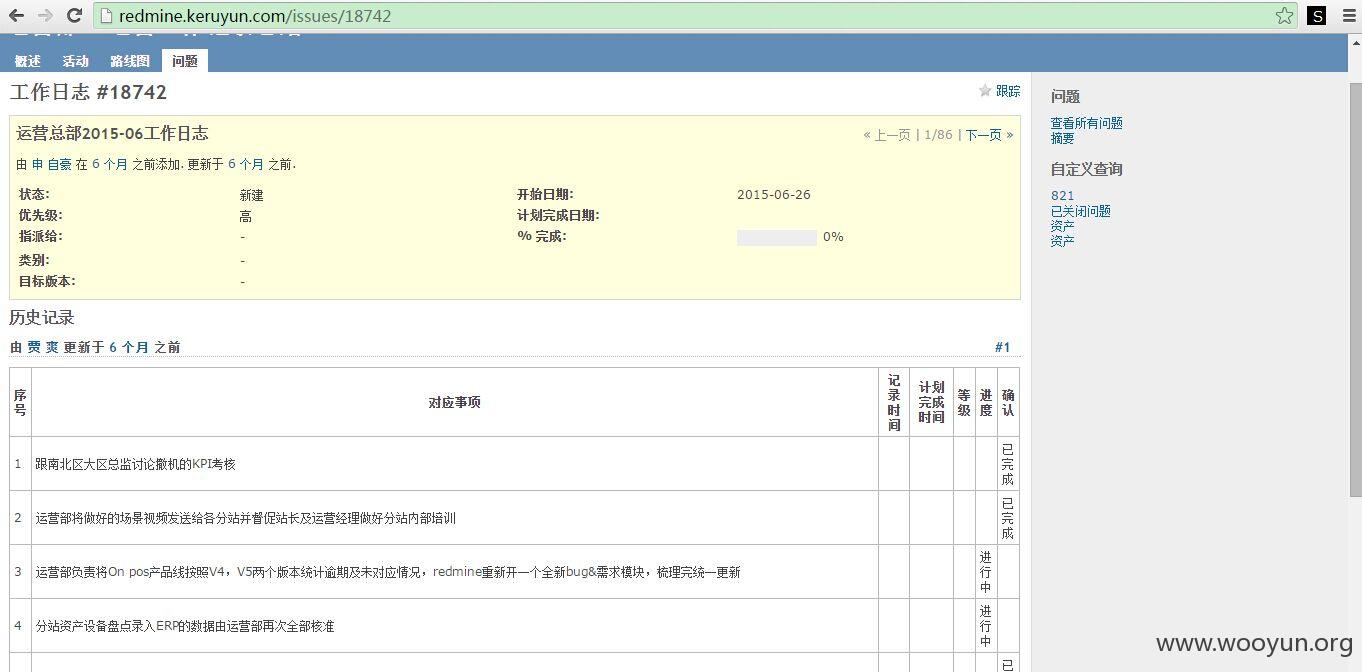 redmine.keruyun.com/issues/18742
概述 活动 路线图 问题
工作日志 #18742
跟踪
运营总部2015-06工作日志
« 上一页 | 1/86 | 下一页 »
由 申 自豪 在 6 个月 之前添加. 更新于 6 个月 之前.
状态: 新建 开始日期: 2015-06-26
优先级: 高 计划完成日期:
指派给: - % 完成: 0%
类别: -
目标版本: -
历史记录
由 贾 爽 更新于 6 个月 之前 #1
序号 对应事项 记录时间 计划完成时间 等级 进度 确认
1 跟南北区大区总监讨论撤机的KPI考核 已完成
2 运营部将做好的场景视频发送给各分站并督促站长及运营经理做好分站内部培训 已完成
3 运营部负责将On pos产品线按照V4，V5两个版本统计逾期及未对应情况，redmine重新开一个全新bug&需求模块，梳理完统一更新 进行中
4 分站资产设备盘点录入ERP的数据由运营部再次全部核准 进行中
已
问题
查看所有问题
摘要
自定义查询
821
已关闭问题
资产
资产
www.wooyun.org